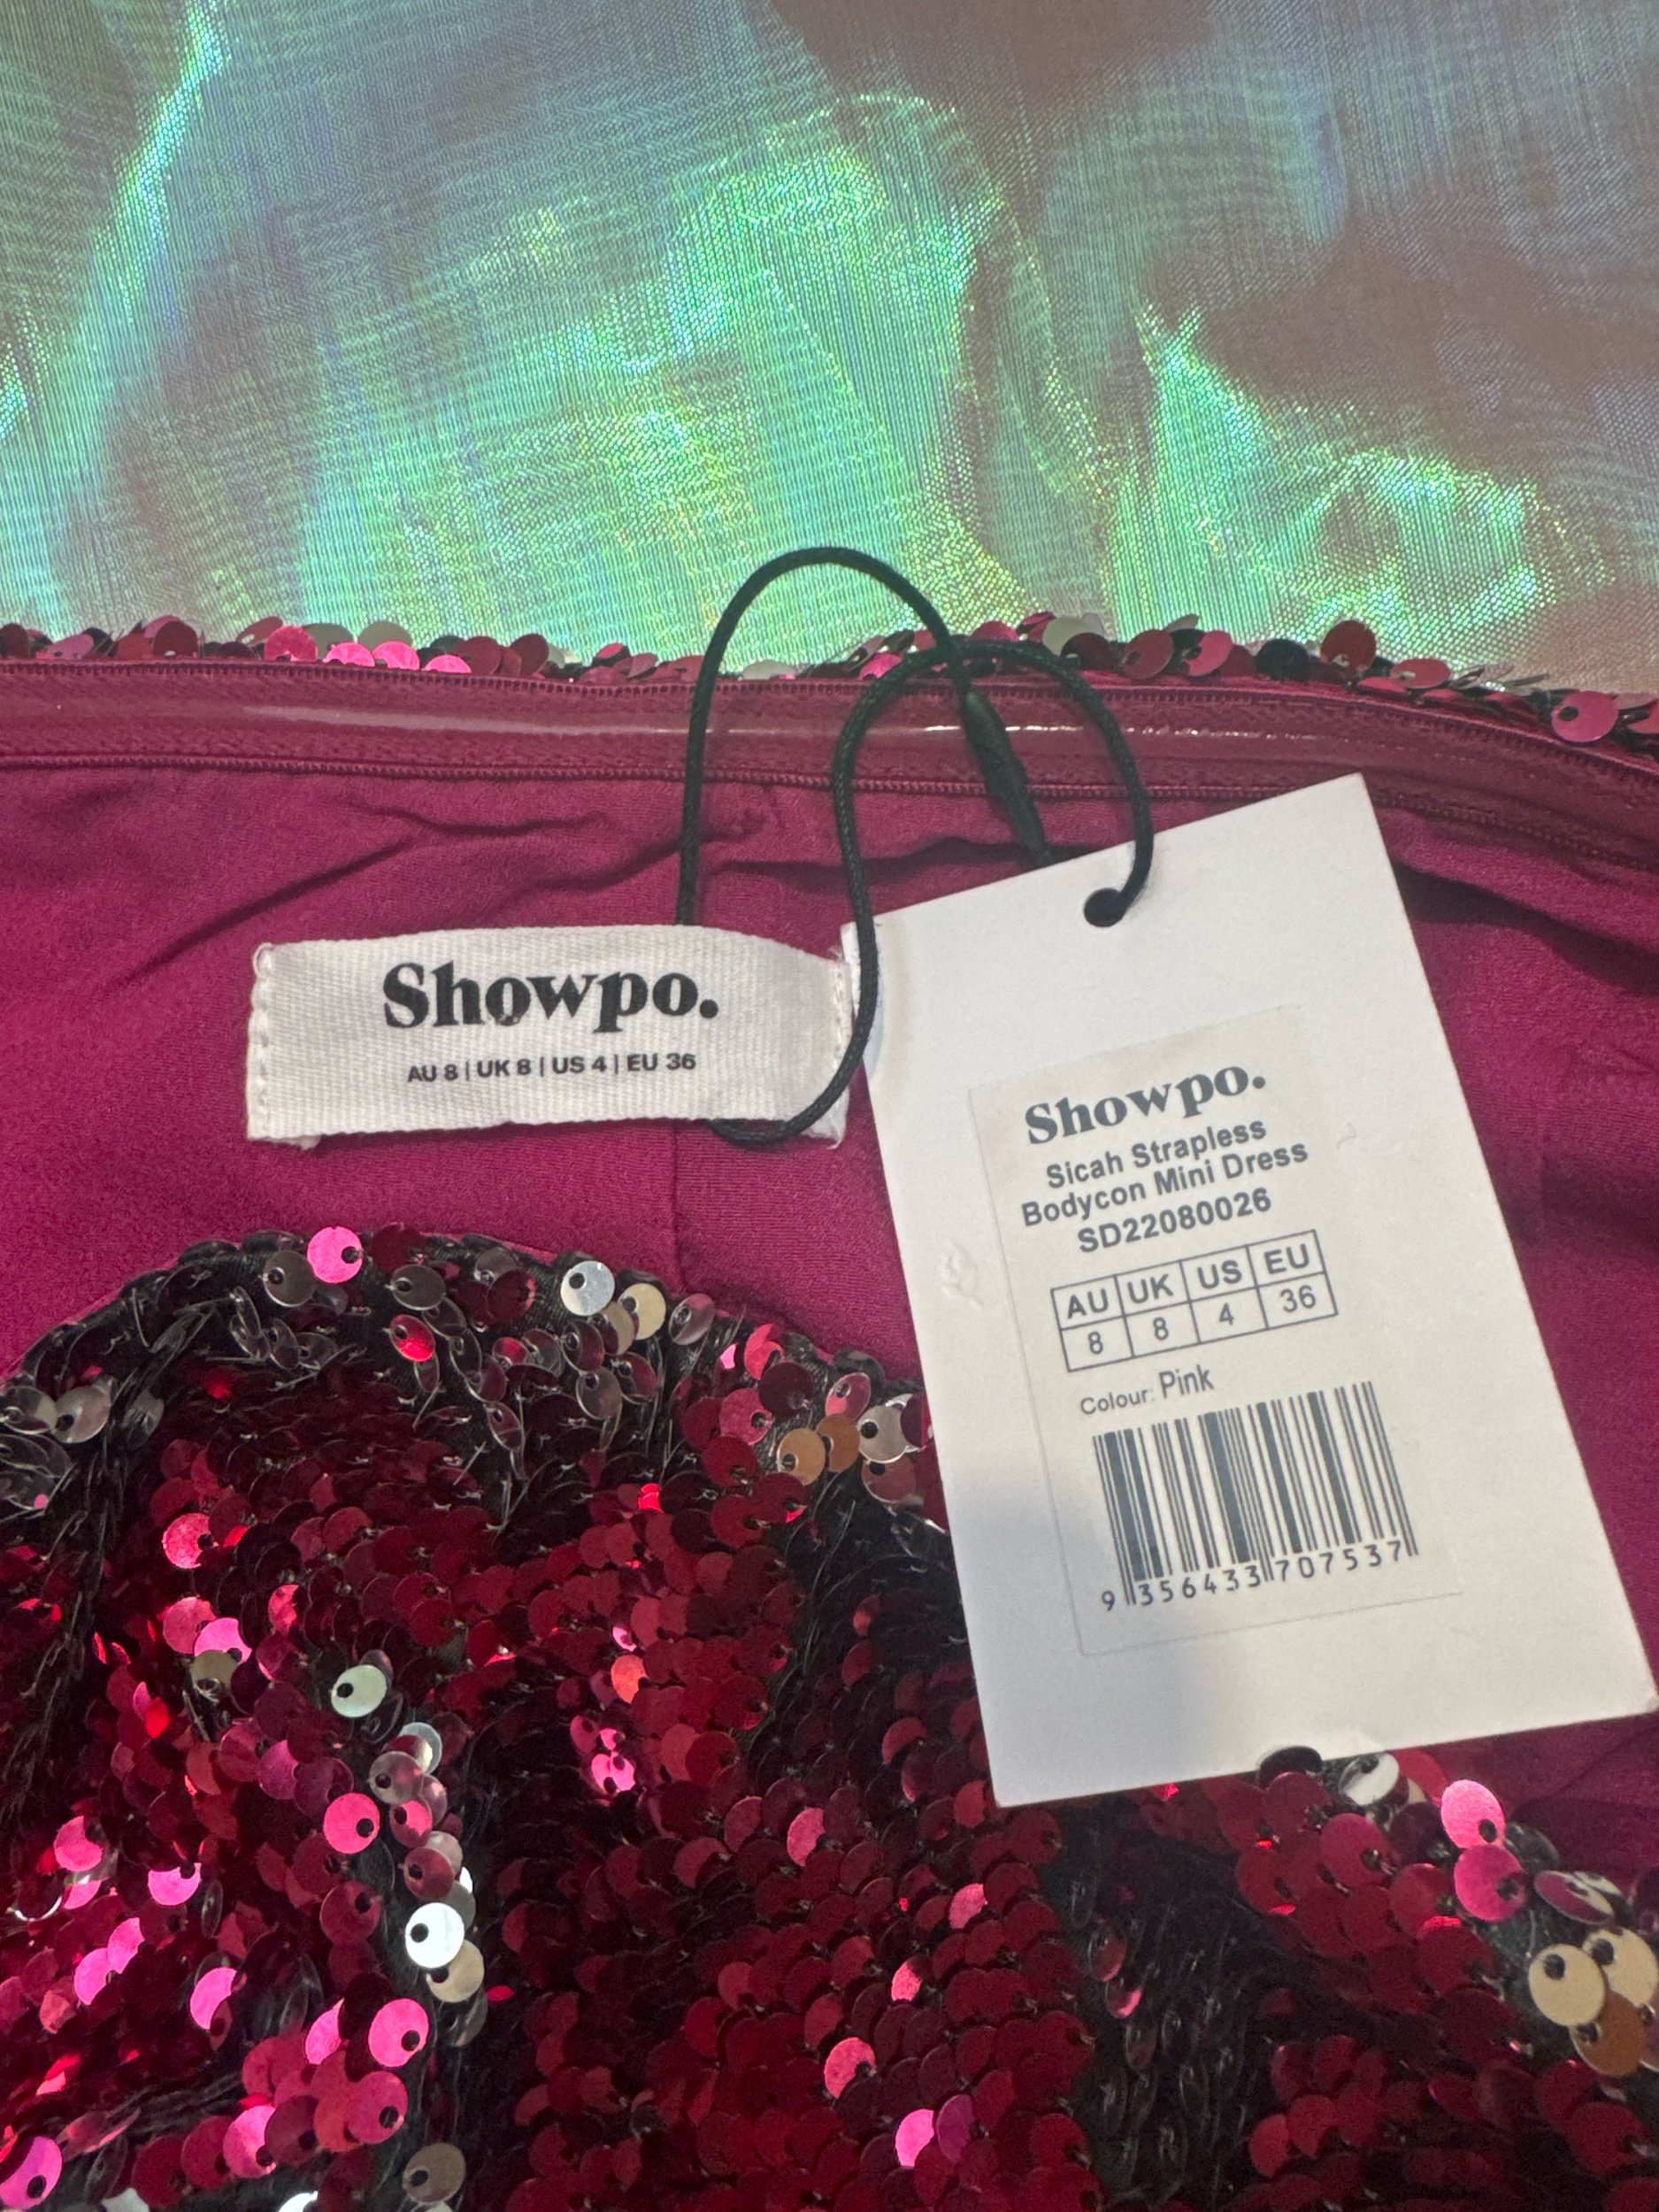 Showpo.
AU 8 | UK 8 | US 4 | EU 36
Showpo.
Sicah Strapless
Bodycon Mini Dress
SD22080026
AU UK US EU
8 8 4 36
Colour: Pink
9 356433 707537